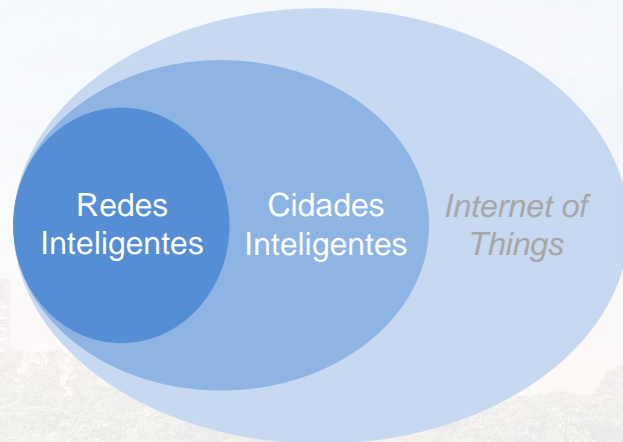 Redes
Inteligentes
Cidades
Inteligentes
Internet of
Things